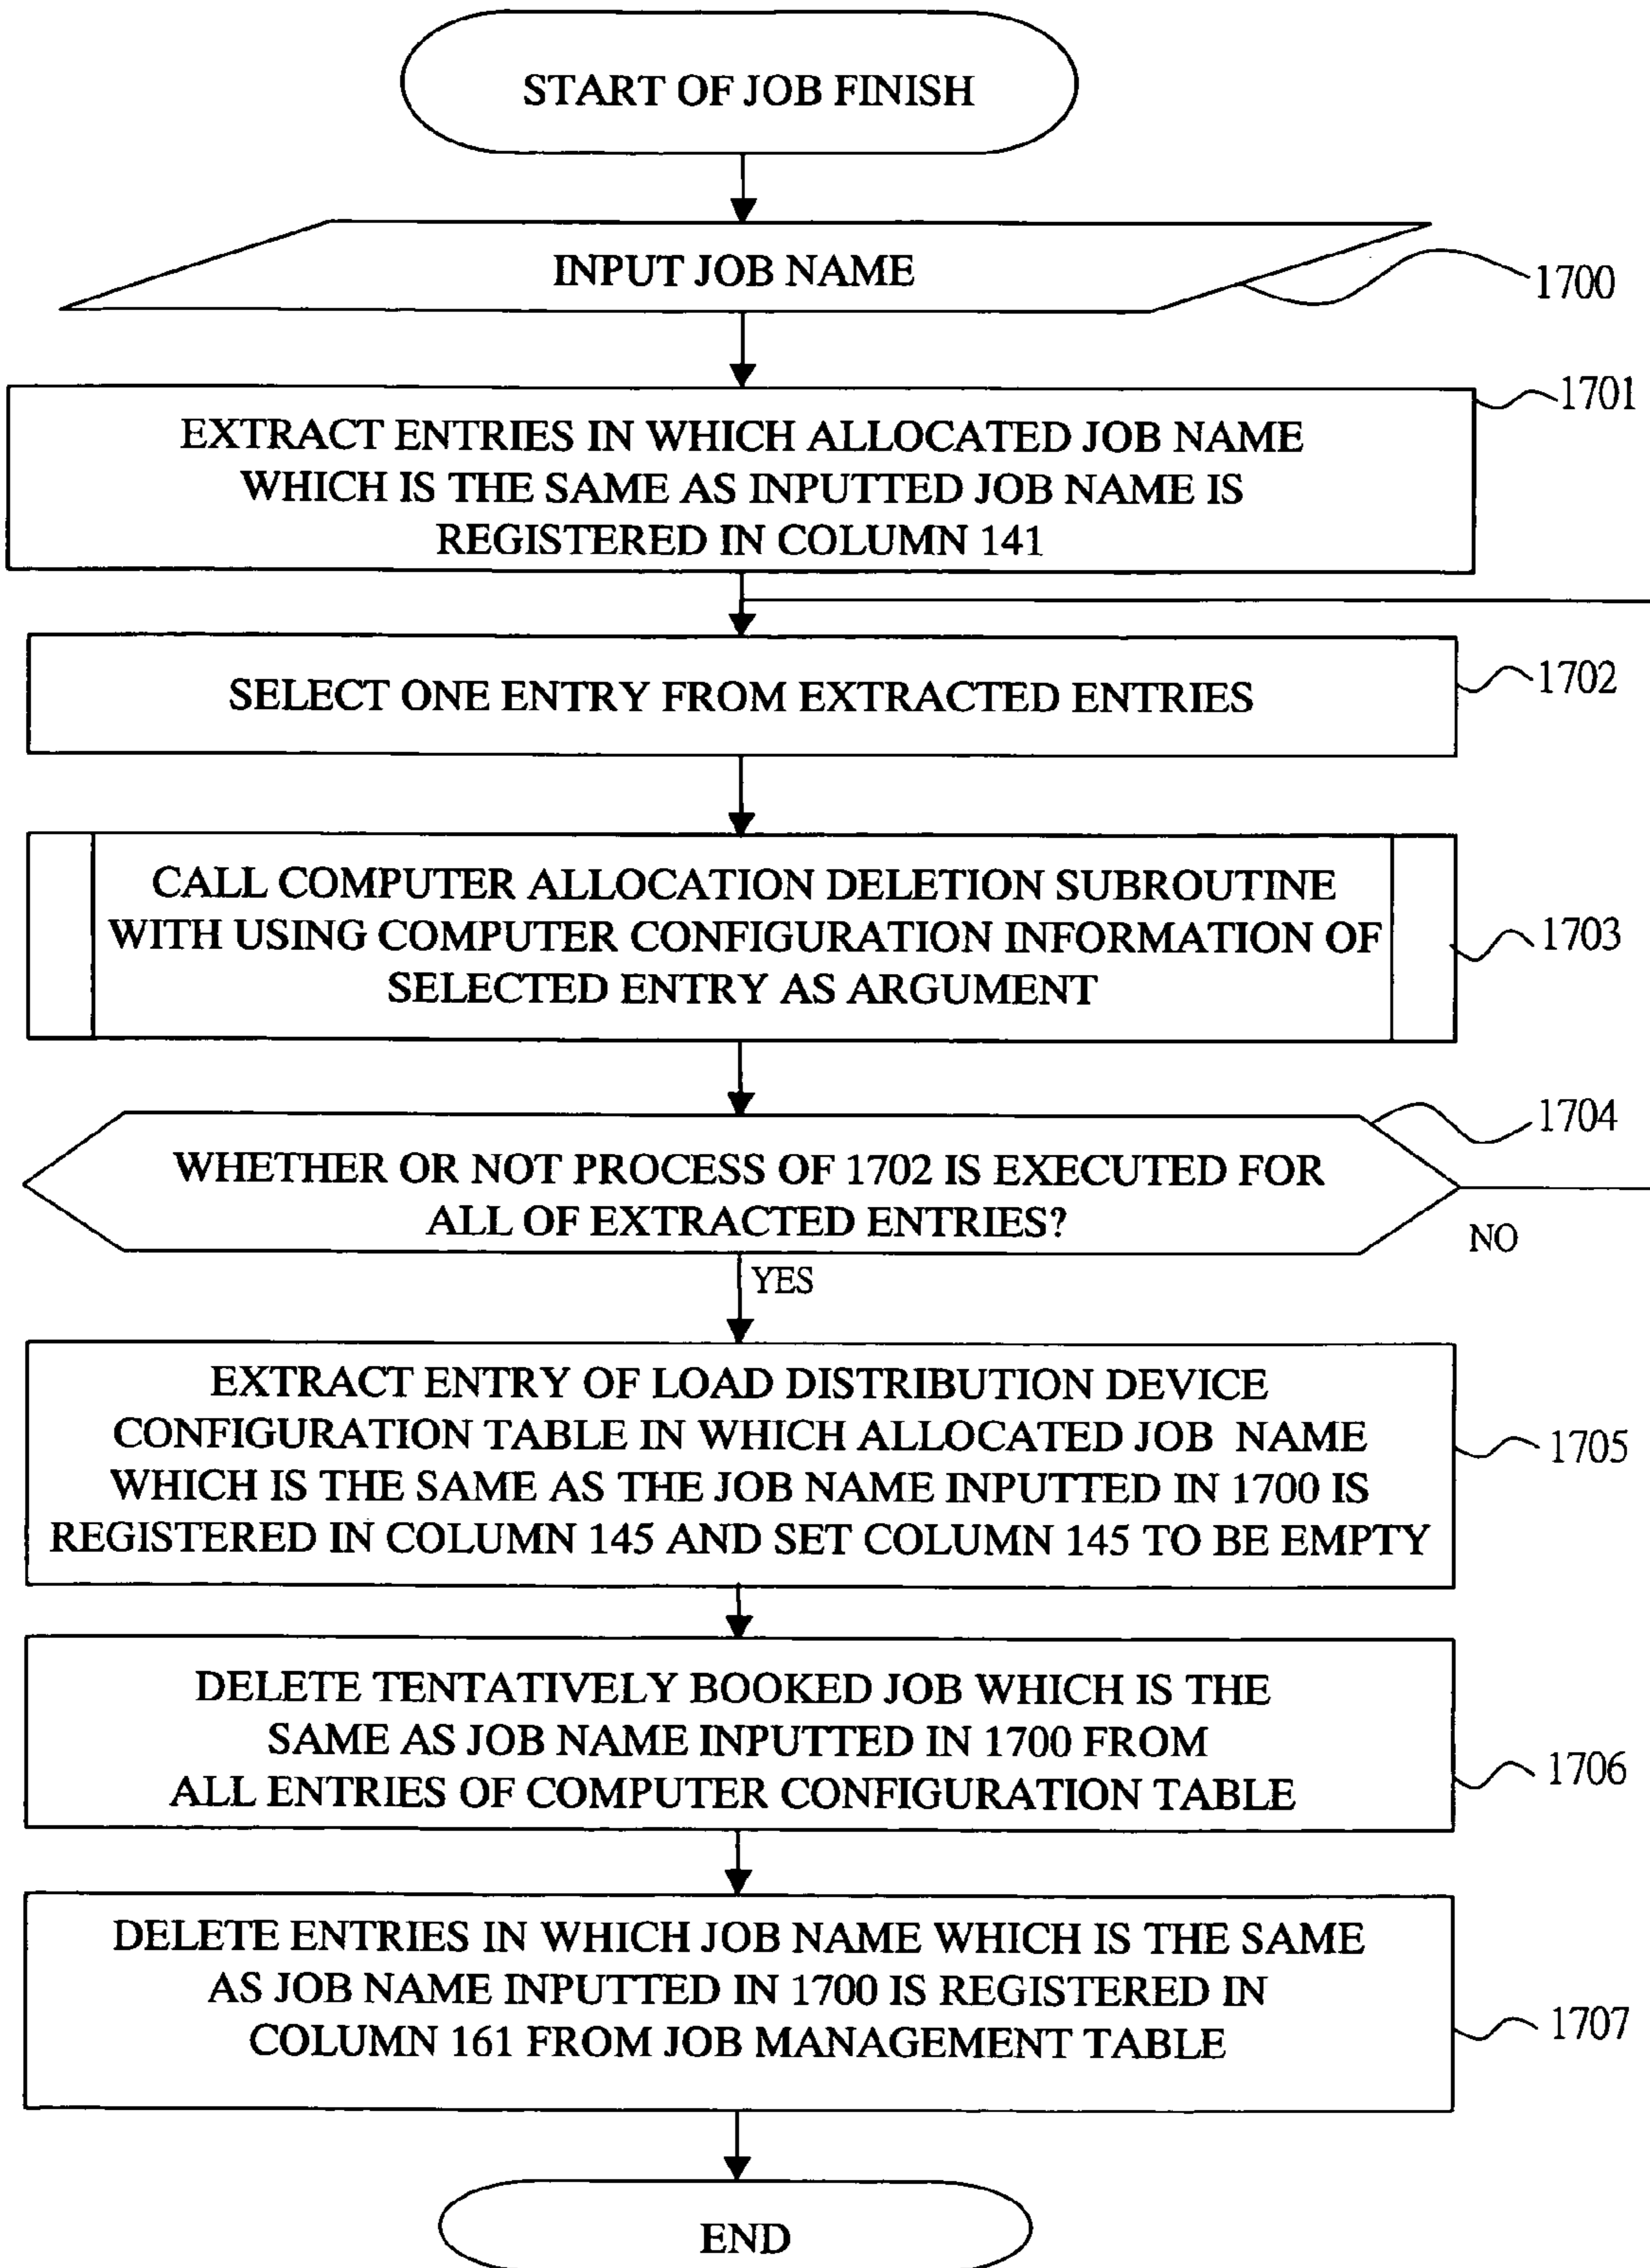 START OF JOB FINISH
INPUT JOB NAME
1700
1701
EXTRACT ENTRIES IN WHICH ALLOCATED JOB NAME
WHICH IS THE SAME AS INPUTTED JOB NAME IS
REGISTERED IN COLUMN 141
SELECT ONE ENTRY FROM EXTRACTED ENTRIES
1702
CALL COMPUTER ALLOCATION DELETION SUBROUTINE
WITH USING COMPUTER CONFIGURATION INFORMATION OF
SELECTED ENTRY AS ARGUMENT
1703
1704
WHETHER OR NOT PROCESS OF 1702 IS EXECUTED FOR
ALL OF EXTRACTED ENTRIES?
NO
YES
EXTRACT ENTRY OF LOAD DISTRIBUTION DEVICE
CONFIGURATION TABLE IN WHICH ALLOCATED JOB NAME
WHICH IS THE SAME AS THE JOB NAME INPUTTED IN 1700 IS
REGISTERED IN COLUMN 145 AND SET COLUMN 145 TO BE EMPTY
1705
DELETE TENTATIVELY BOOKED JOB WHICH IS THE
SAME AS JOB NAME INPUTTED IN 1700 FROM
ALL ENTRIES OF COMPUTER CONFIGURATION TABLE
1706
DELETE ENTRIES IN WHICH JOB NAME WHICH IS THE SAME
AS JOB NAME INPUTTED IN 1700 IS REGISTERED IN
COLUMN 161 FROM JOB MANAGEMENT TABLE
1707
END